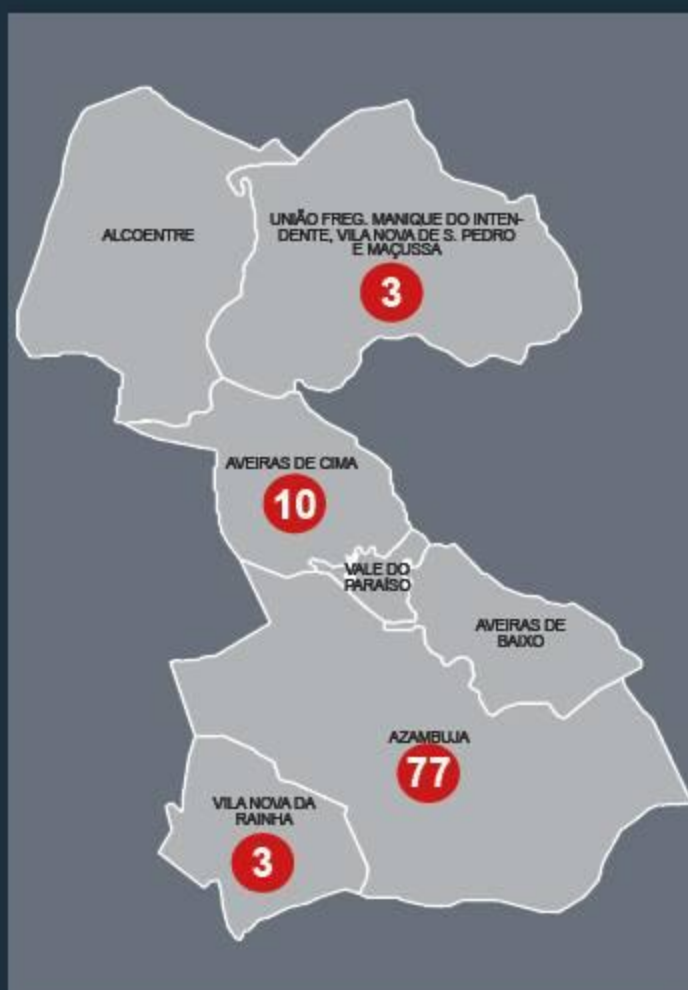 ALCOENTRE
UNIÃO FREG. MANIQUE DO INTEN-
DENTE, VILA NOVA DE S. PEDRO
E MAÇUSSA
3
AVEIRAS DE CIMA
10
VALE DO
PARAÍSO
AVEIRAS DE
BAIXO
AZAMBUJA
77
VILA NOVA DA
RAINHA
3